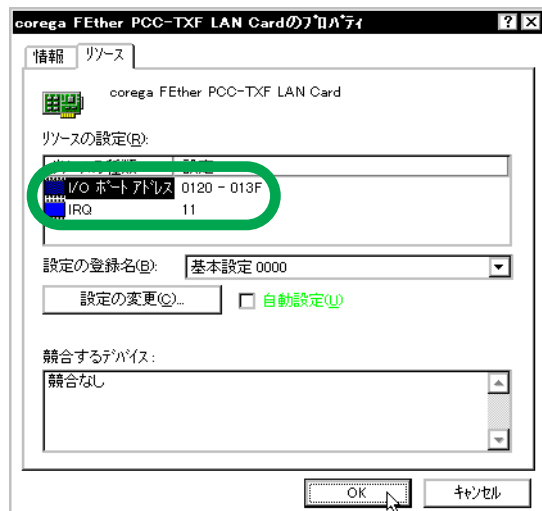 corega FEther PCC-TXF LAN Cardのﾌﾟﾛﾊﾟﾃｨ
情報 リソース
corega FEther PCC-TXF LAN Card
リソースの設定(R):
設定
I/O ポート アドレス 0120 - 013F
IRQ 11
設定の登録名(B): 基本設定 0000
設定の変更(C)... 自動設定(U)
競合するデバイス:
競合なし
OK キャンセル